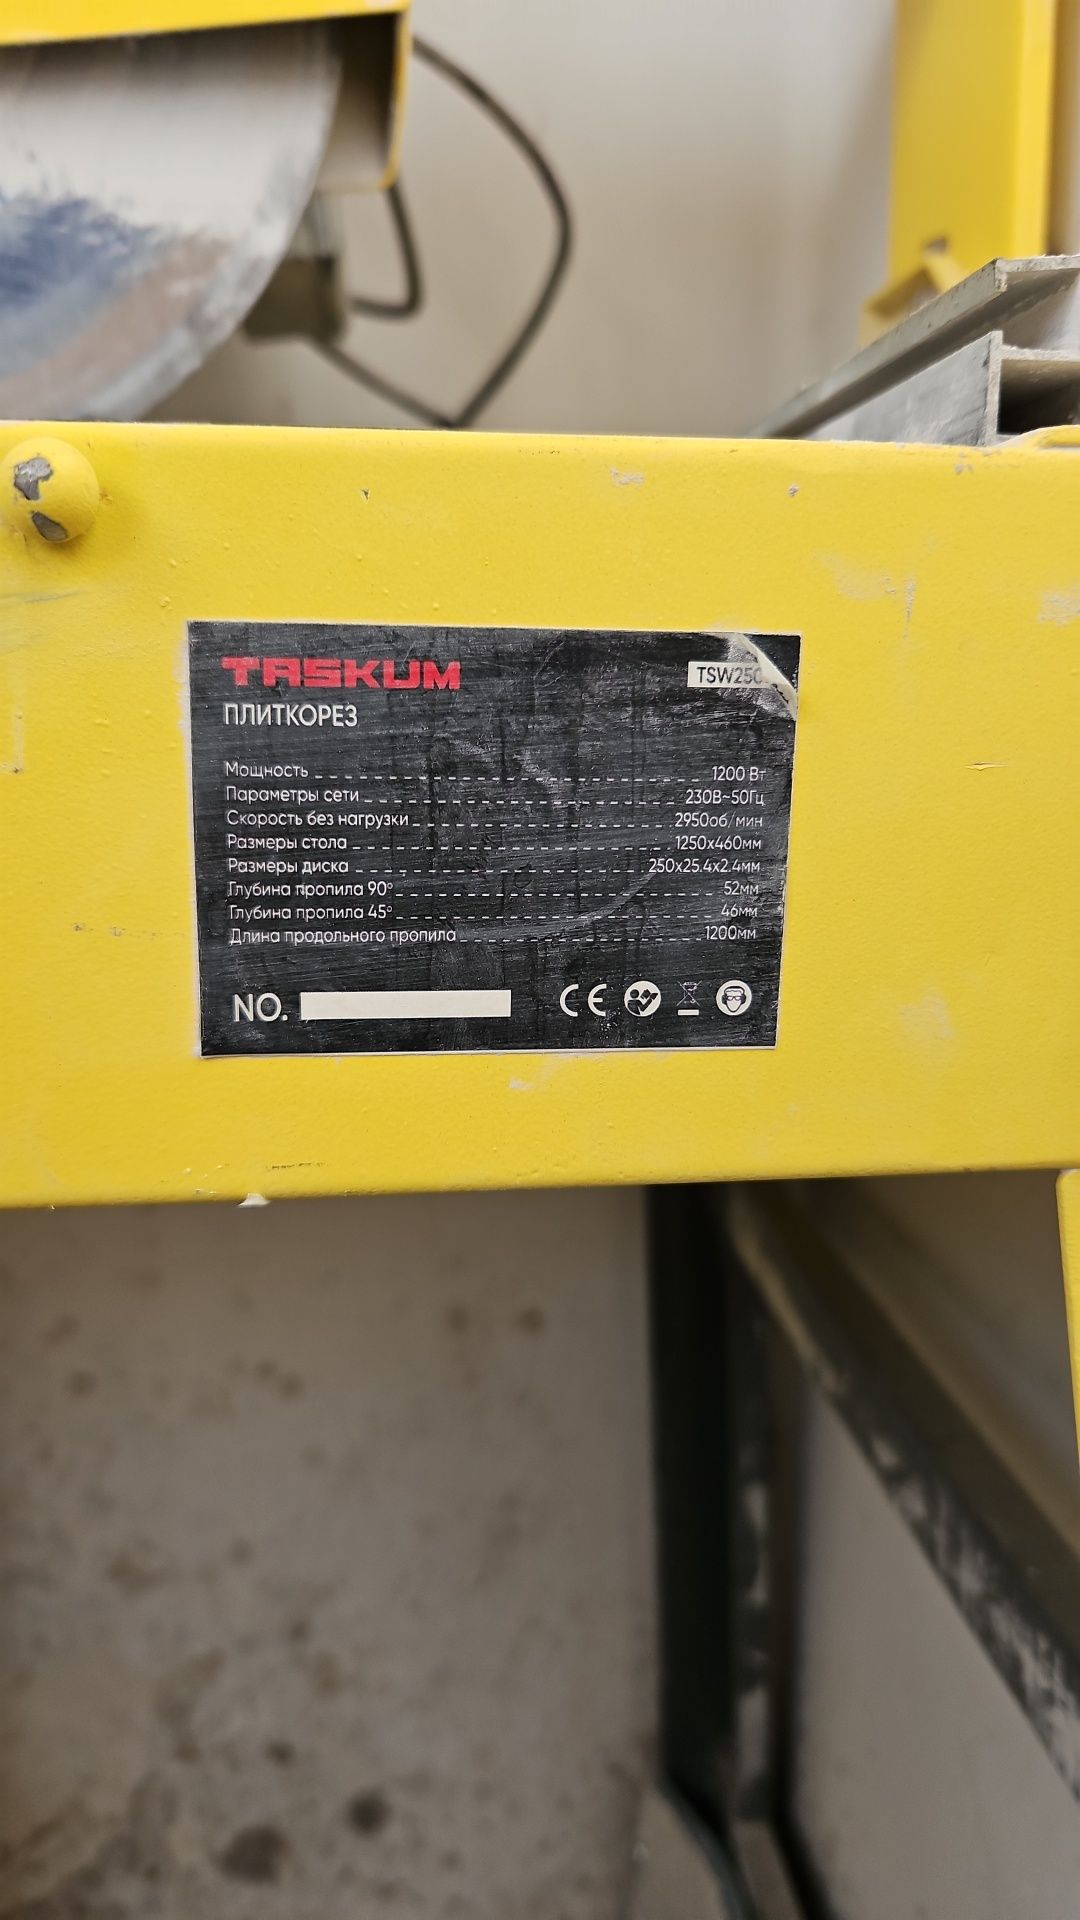 TASKUM
TSW250
ПЛИТКОРЕЗ
Мощность 1200 Вт
Параметры сети 230В~50Гц
Скорость без нагрузки 2950об/мин
Размеры стола 1250x460мм
Размеры диска 250x25.4x2.4мм
Глубина пропила 90° 52мм
Глубина пропила 45° 46мм
Длина продольного пропила 1200мм
NO.
CE